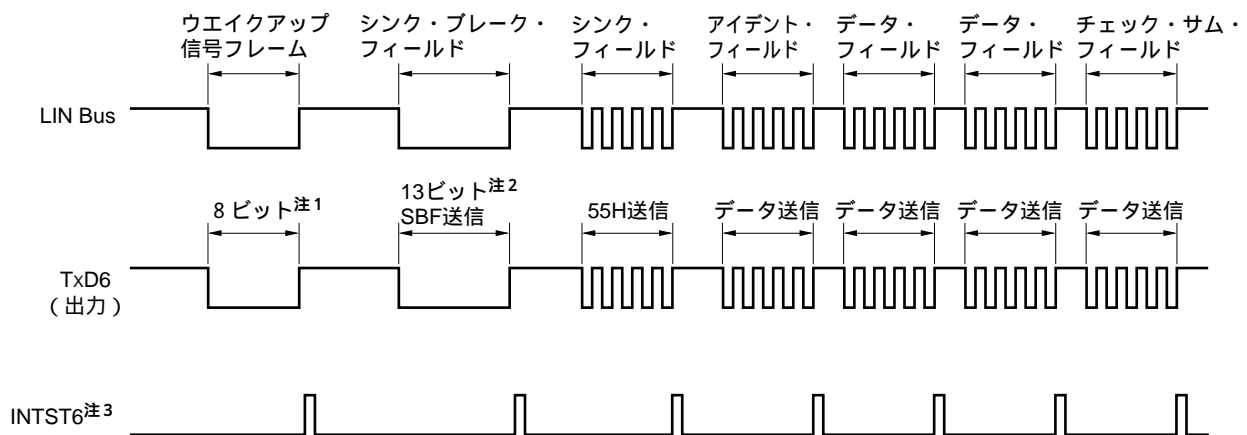 ウエイクアップ
信号フレーム
シンク・ブレーク・
フィールド
シンク・
フィールド
アイデント・
フィールド
データ・
フィールド
データ・
フィールド
チェック・サム・
フィールド
LIN Bus
8 ビット注1
13ビット注2
SBF送信
55H送信
データ送信
データ送信
データ送信
データ送信
TxD6
(出力)
INTST6注3